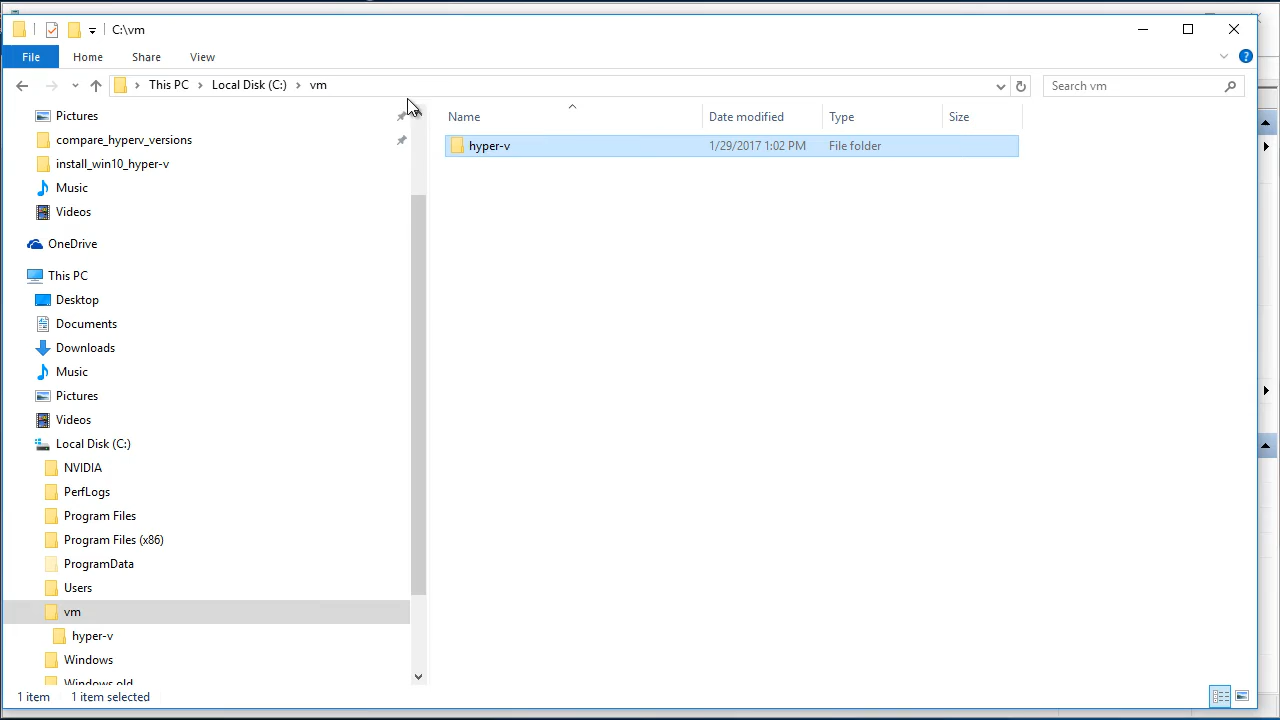 C:\vm
File Home Share View
This PC Local Disk (C:) vm
Search vm
Name Date modified Type Size
hyper-v 1/29/2017 1:02 PM File folder
Pictures
compare_hyperv_versions
install_win10_hyper-v
Music
Videos
OneDrive
This PC
Desktop
Documents
Downloads
Music
Pictures
Videos
Local Disk (C:)
NVIDIA
PerfLogs
Program Files
Program Files (x86)
ProgramData
Users
vm
hyper-v
Windows
Windows.old
1 item 1 item selected